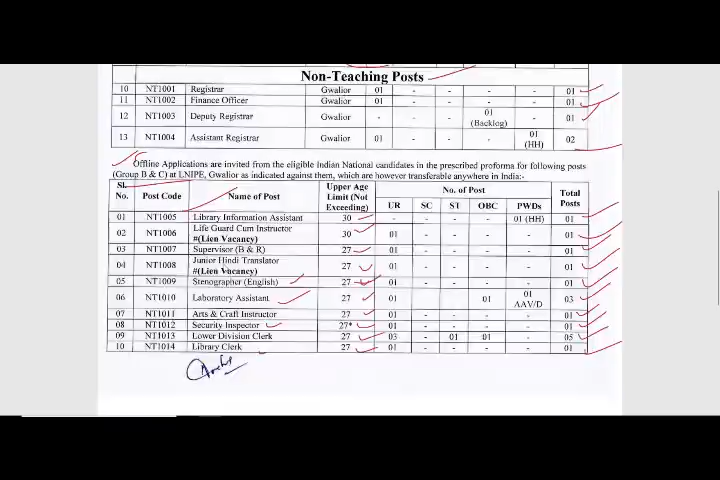 Non-Teaching Posts
10 NT1001 Registrar Gwalior 01 - - - - 01
11 NT1002 Finance Officer Gwalior 01 - - - - 01
12 NT1003 Deputy Registrar Gwalior - - - 01 (Backlog) - 01
13 NT1004 Assistant Registrar Gwalior 01 - - - 01 (HH) 02
Offline Applications are invited from the eligible Indian National candidates in the prescribed proforma for following posts
(Group B & C) at LNIPE, Gwalior as indicated against them, which are however transferable anywhere in India:-
Sl. No. Post Code Name of Post Upper Age Limit (Not Exceeding) No. of Post Total Posts
UR SC ST OBC PWDs
01 NT1005 Library Information Assistant 30 - - - - 01 (HH) 01
02 NT1006 Life Guard Cum Instructor #(Lien Vacancy) 30 01 - - - - 01
03 NT1007 Supervisor (B & R) 27 01 - - - - 01
04 NT1008 Junior Hindi Translator #(Lien Vacancy) 27 01 - - - - 01
05 NT1009 Stenographer (English) 27 01 - - - - 01
06 NT1010 Laboratory Assistant 27 01 01 01 AAV/D 03
07 NT1011 Arts & Craft Instructor 27 01 - - - - 01
08 NT1012 Security Inspector 27* 01 - - - - 01
09 NT1013 Lower Division Clerk 27 03 - 01 01 - 05
10 NT1014 Library Clerk 27 01 - - - - 01